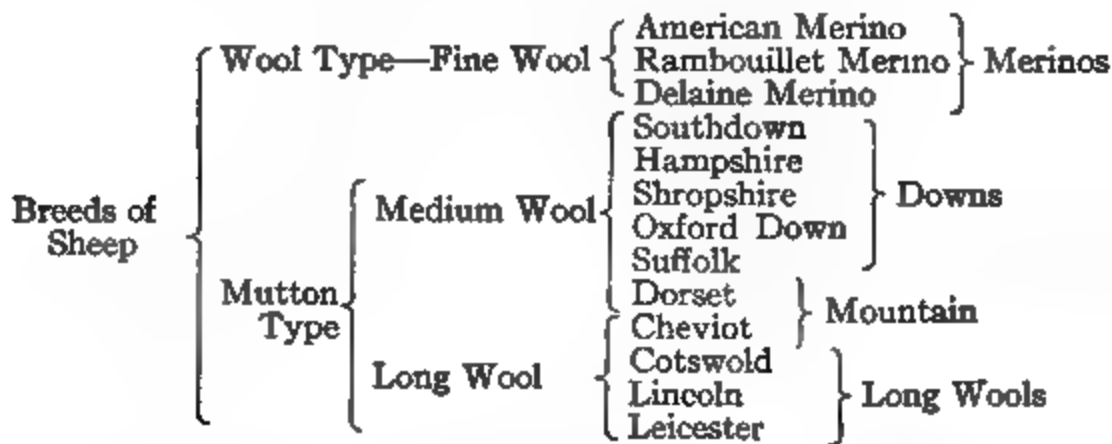 American Merino
Wool Type—Fine Wool Rambouillet Merino Merinos
Delaine Merino
Southdown
Hampshire
Shropshire Downs
Breeds of Medium Wool Oxford Down
Sheep Suffolk
Mutton Dorset
Type Cheviot Mountain
Long Wool Cotswold
Lincoln Long Wools
Leicester